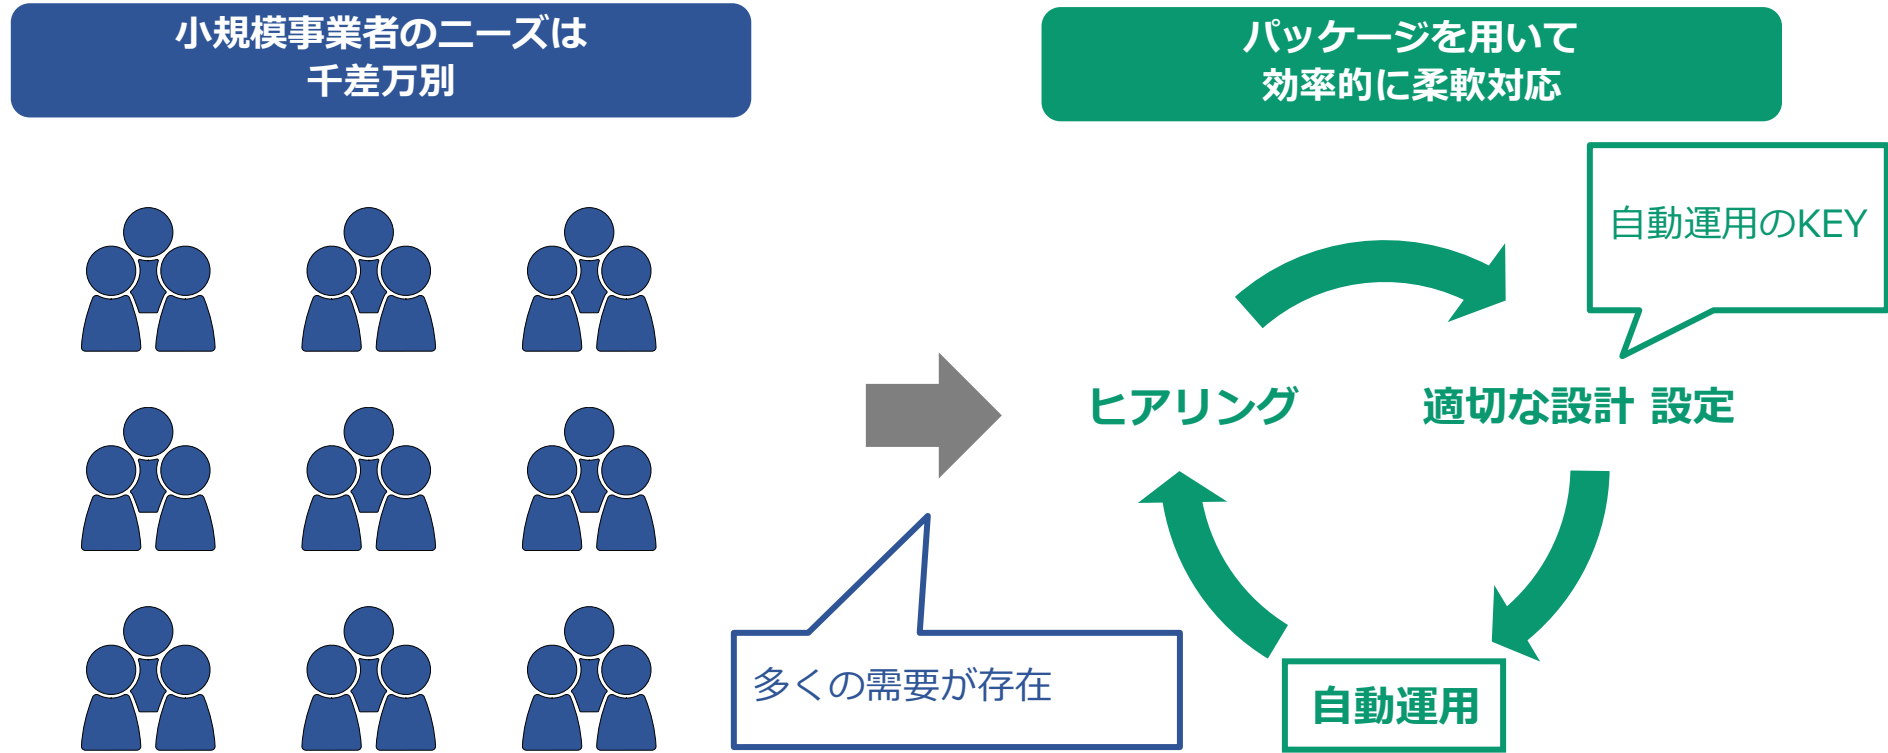 小規模事業者のニーズは
千差万別
パッケージを用いて
効率的に柔軟対応
自動運用のKEY
ヒアリング
適切な設計 設定
多くの需要が存在
自動運用